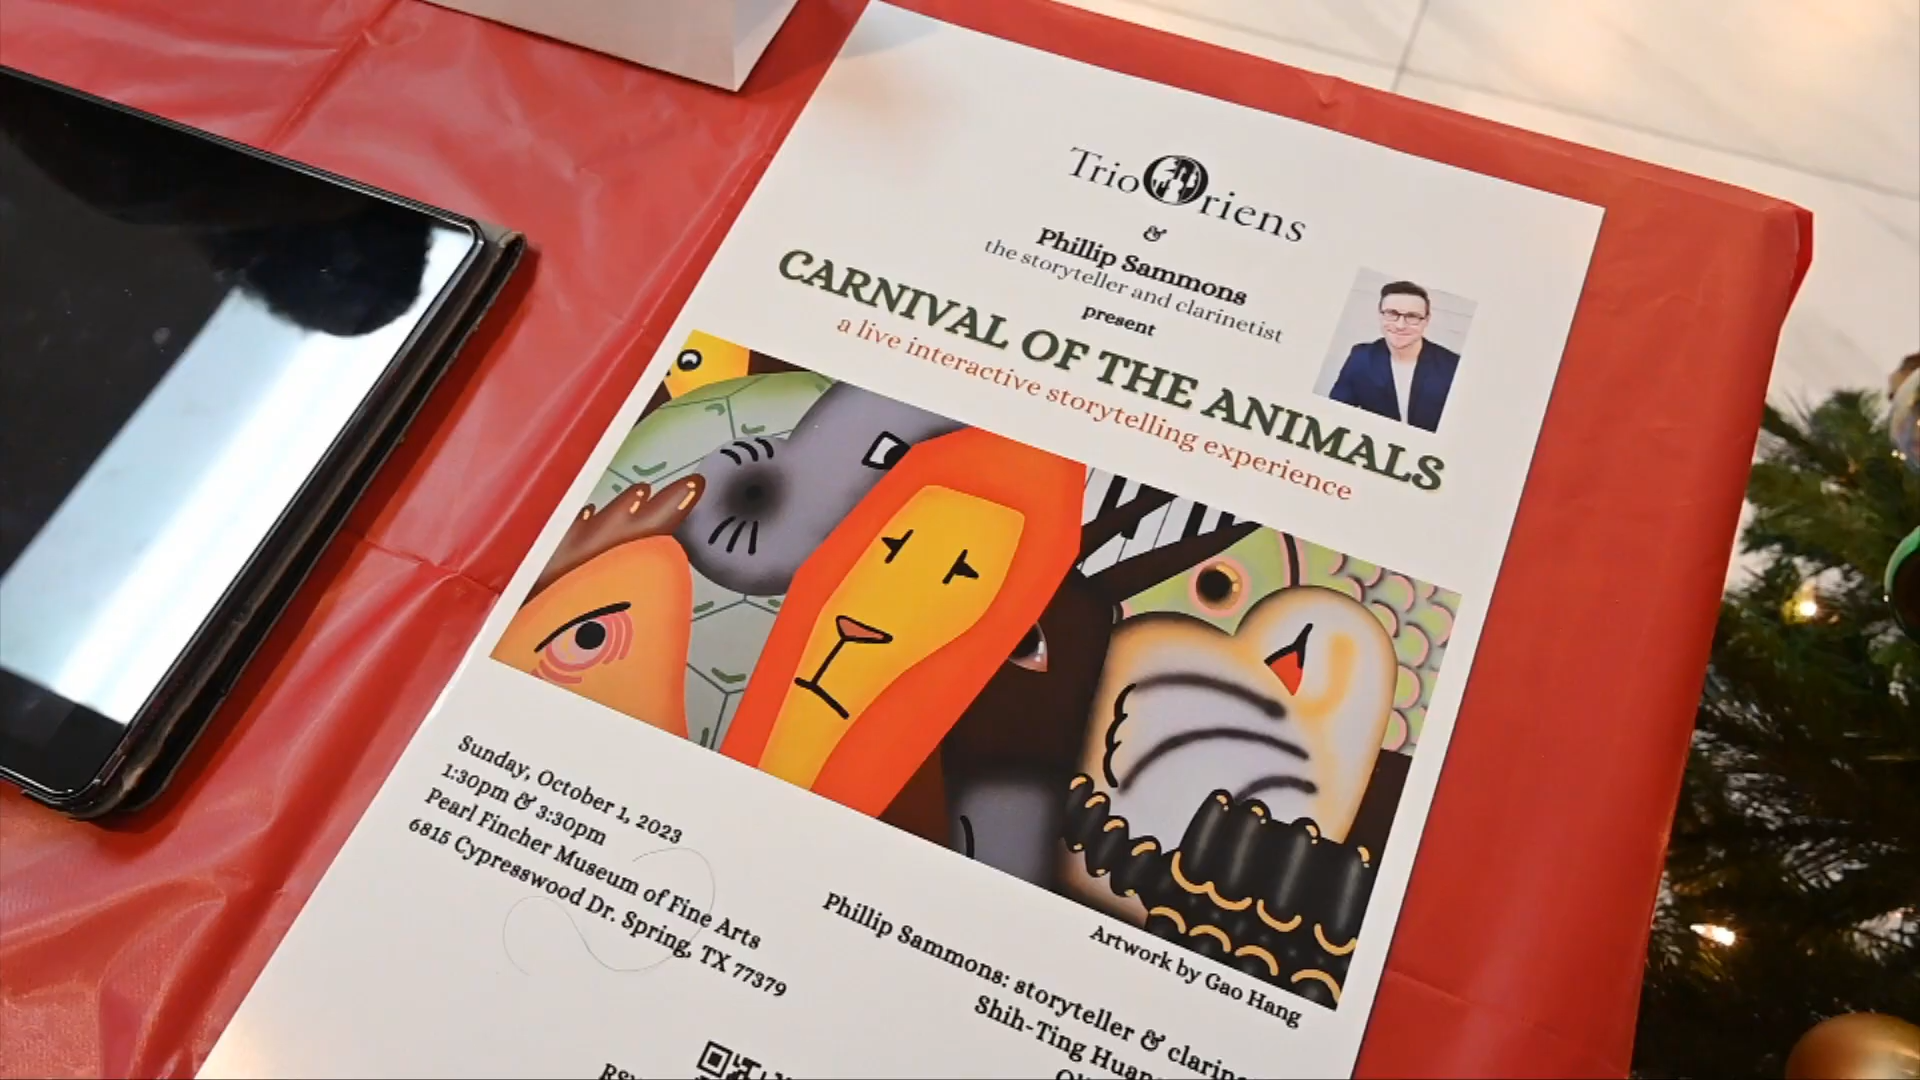 Trio Oriens
&
Phillip Sammons
the storyteller and clarinetist
present
CARNIVAL OF THE ANIMALS
a live interactive storytelling experience
Sunday, October 1, 2023
1:30pm & 3:30pm
Pearl Fincher Museum of Fine Arts
6815 Cypresswood Dr. Spring, TX 77379
Artwork by Gao Hang
Phillip Sammons: storyteller &
Shih-Ting